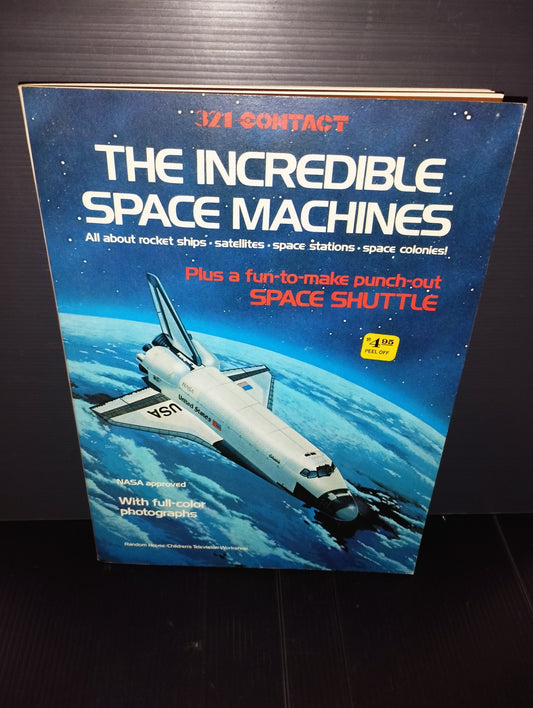 321 CONTACT
THE INCREDIBLE
SPACE MACHINES
All about rocket ships • satellites • space stations • space colonies!
Plus a fun-to-make punch-out
SPACE SHUTTLE
$4.95
PEEL OFF
NASA
United States
USA
NASA approved
With full-color
photographs
Random House/Children's Television Workshop